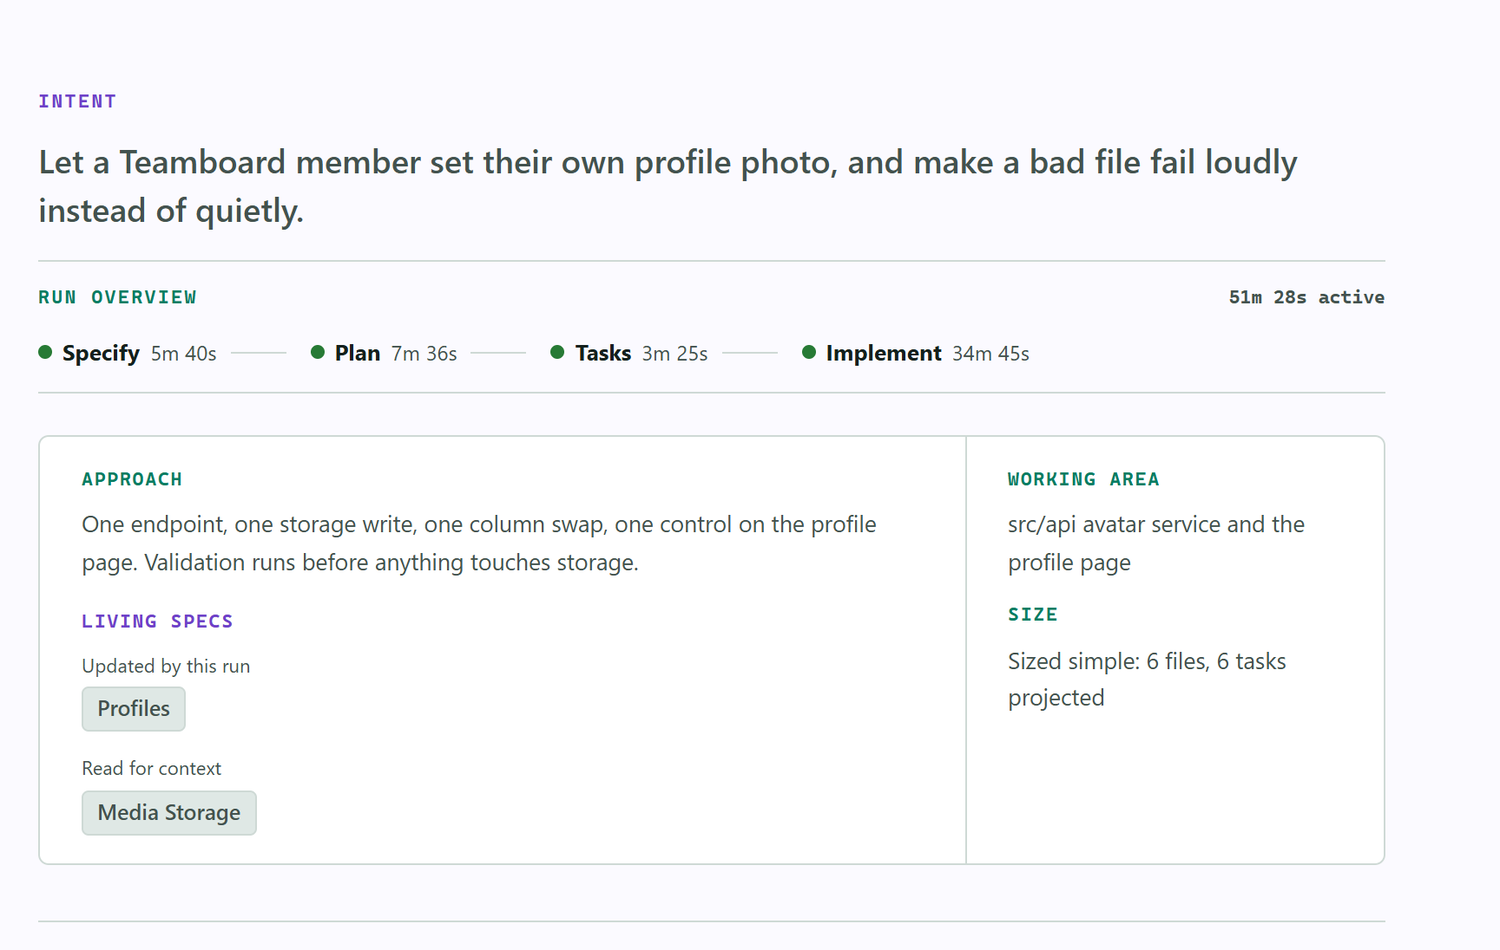 INTENT
Let a Teamboard member set their own profile photo, and make a bad file fail loudly
instead of quietly.
RUN OVERVIEW
51m 28s active
Specify 5m 40s Plan 7m 36s Tasks 3m 25s Implement 34m 45s
APPROACH
One endpoint, one storage write, one column swap, one control on the profile
page. Validation runs before anything touches storage.
LIVING SPECS
Updated by this run
Profiles
Read for context
Media Storage
WORKING AREA
src/api avatar service and the
profile page
SIZE
Sized simple: 6 files, 6 tasks
projected